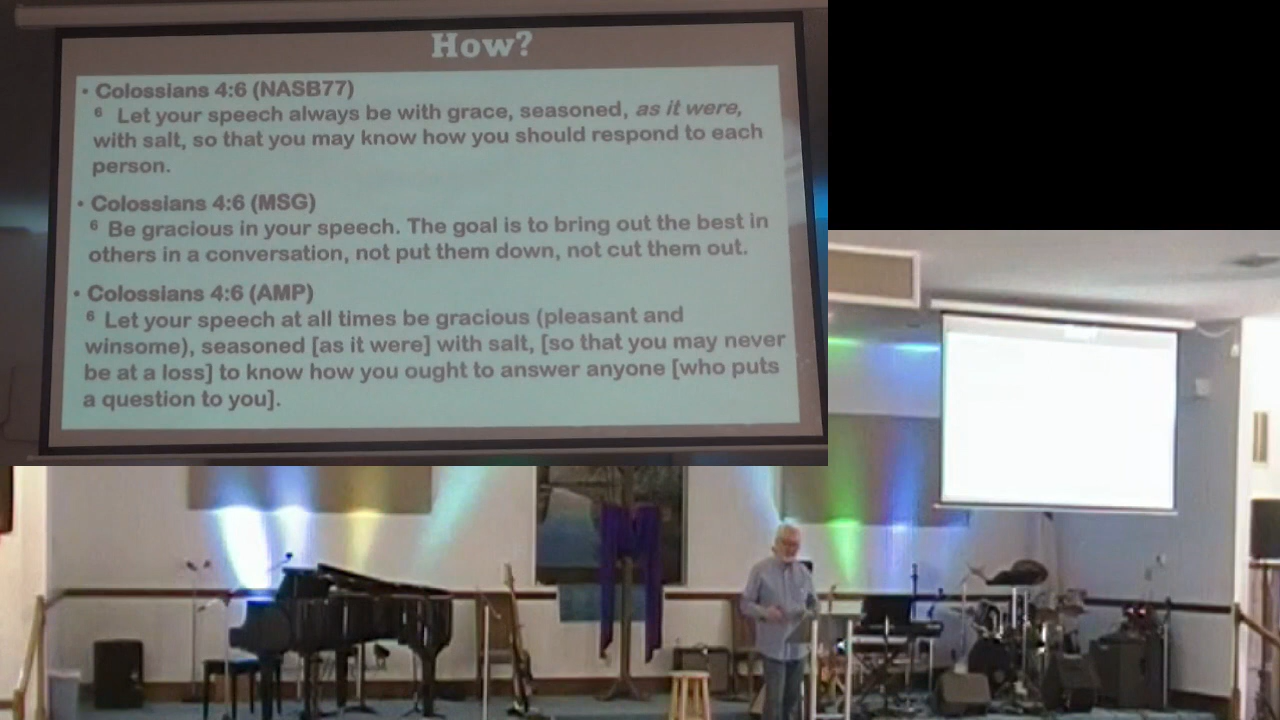 How?
• Colossians 4:6 (NASB77)
6 Let your speech always be with grace, seasoned, as it were,
with salt, so that you may know how you should respond to each
person.
• Colossians 4:6 (MSG)
6 Be gracious in your speech. The goal is to bring out the best in
others in a conversation, not put them down, not cut them out.
• Colossians 4:6 (AMP)
6 Let your speech at all times be gracious (pleasant and
winsome), seasoned [as it were] with salt, [so that you may never
be at a loss] to know how you ought to answer anyone [who puts
a question to you].